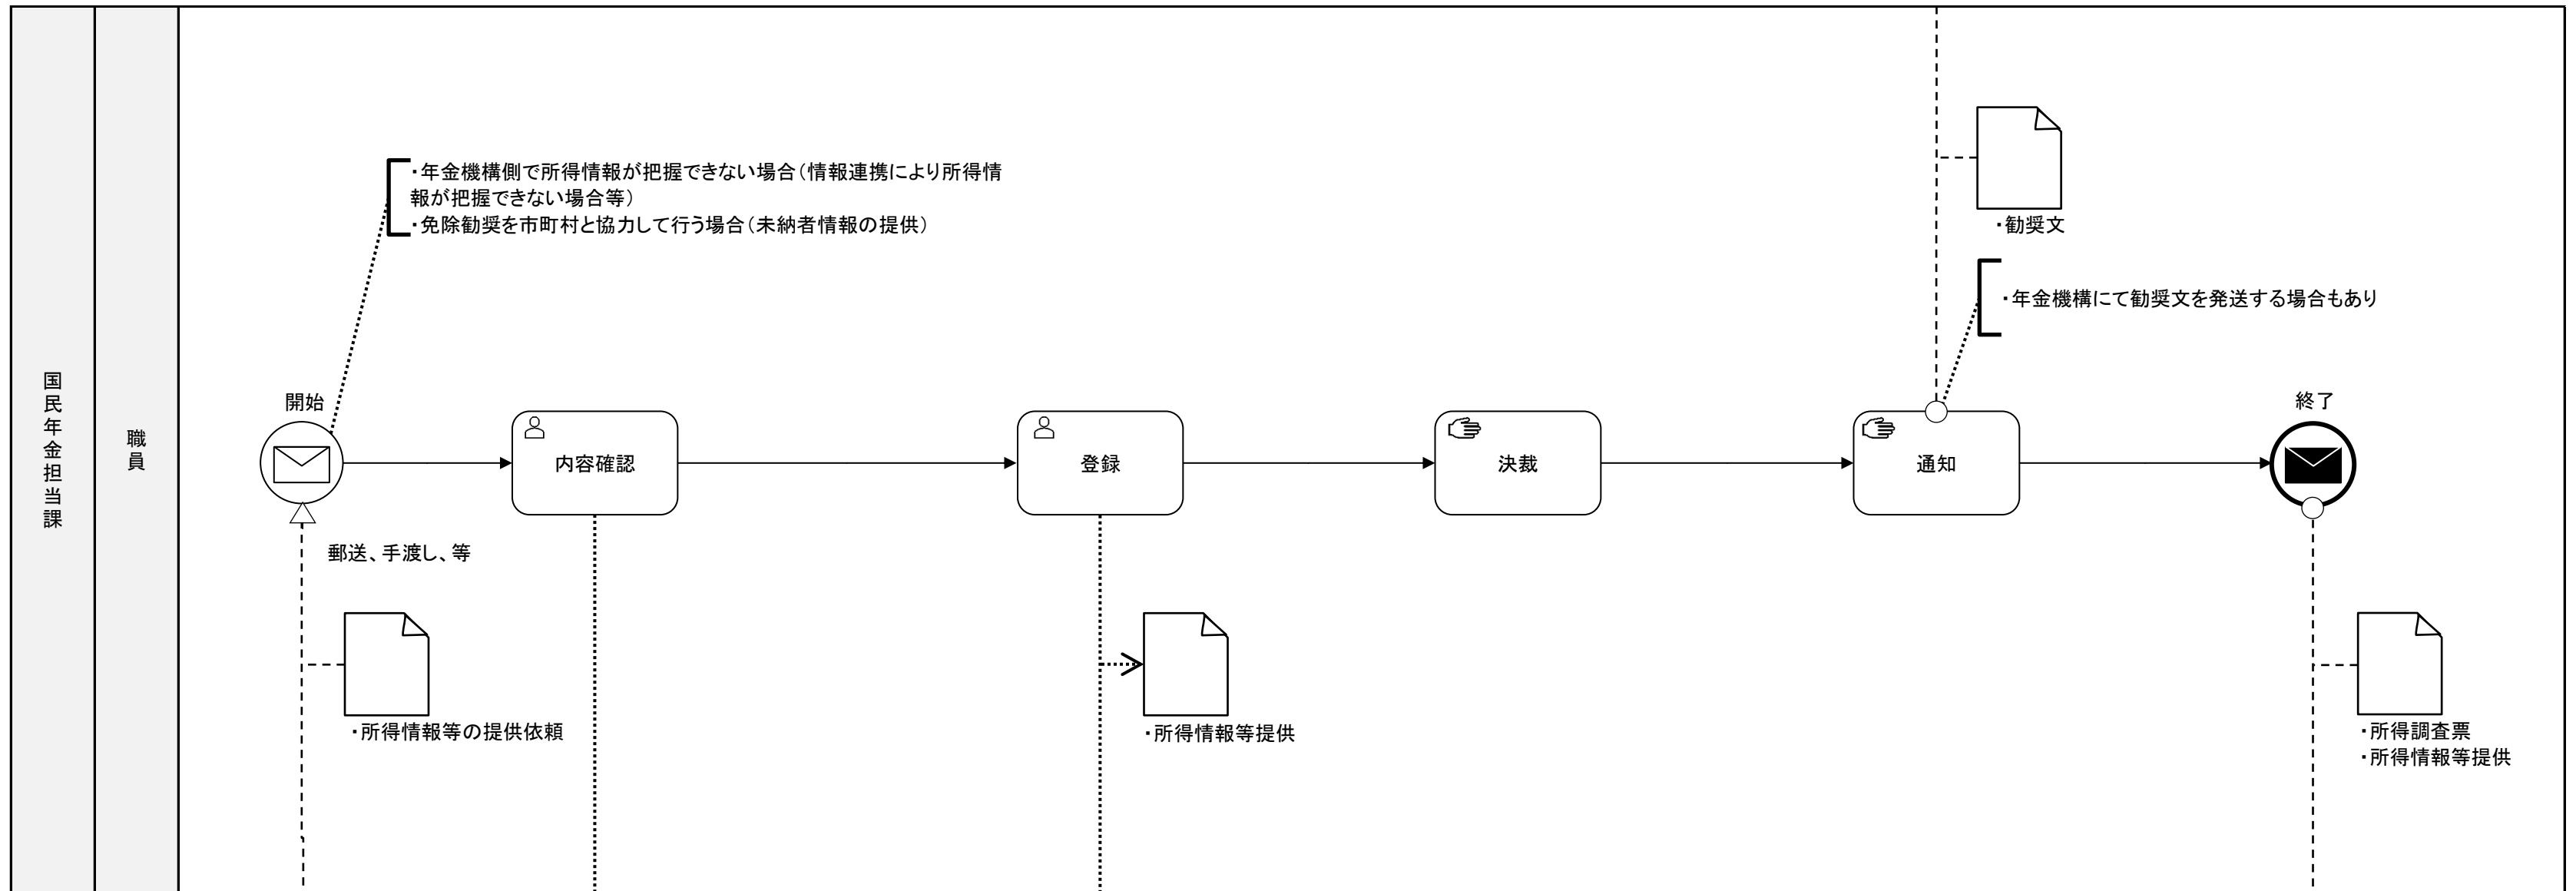 国民年金担当課
職員
・年金機構側で所得情報が把握できない場合（情報連携により所得情
報が把握できない場合等）
・免除勧奨を市町村と協力して行う場合（未納者情報の提供）
・勧奨文
・年金機構にて勧奨文を発送する場合もあり
開始
内容確認
登録
決裁
通知
終了
郵送、手渡し、等
・所得情報等の提供依頼
・所得情報等提供
・所得調査票
・所得情報等提供